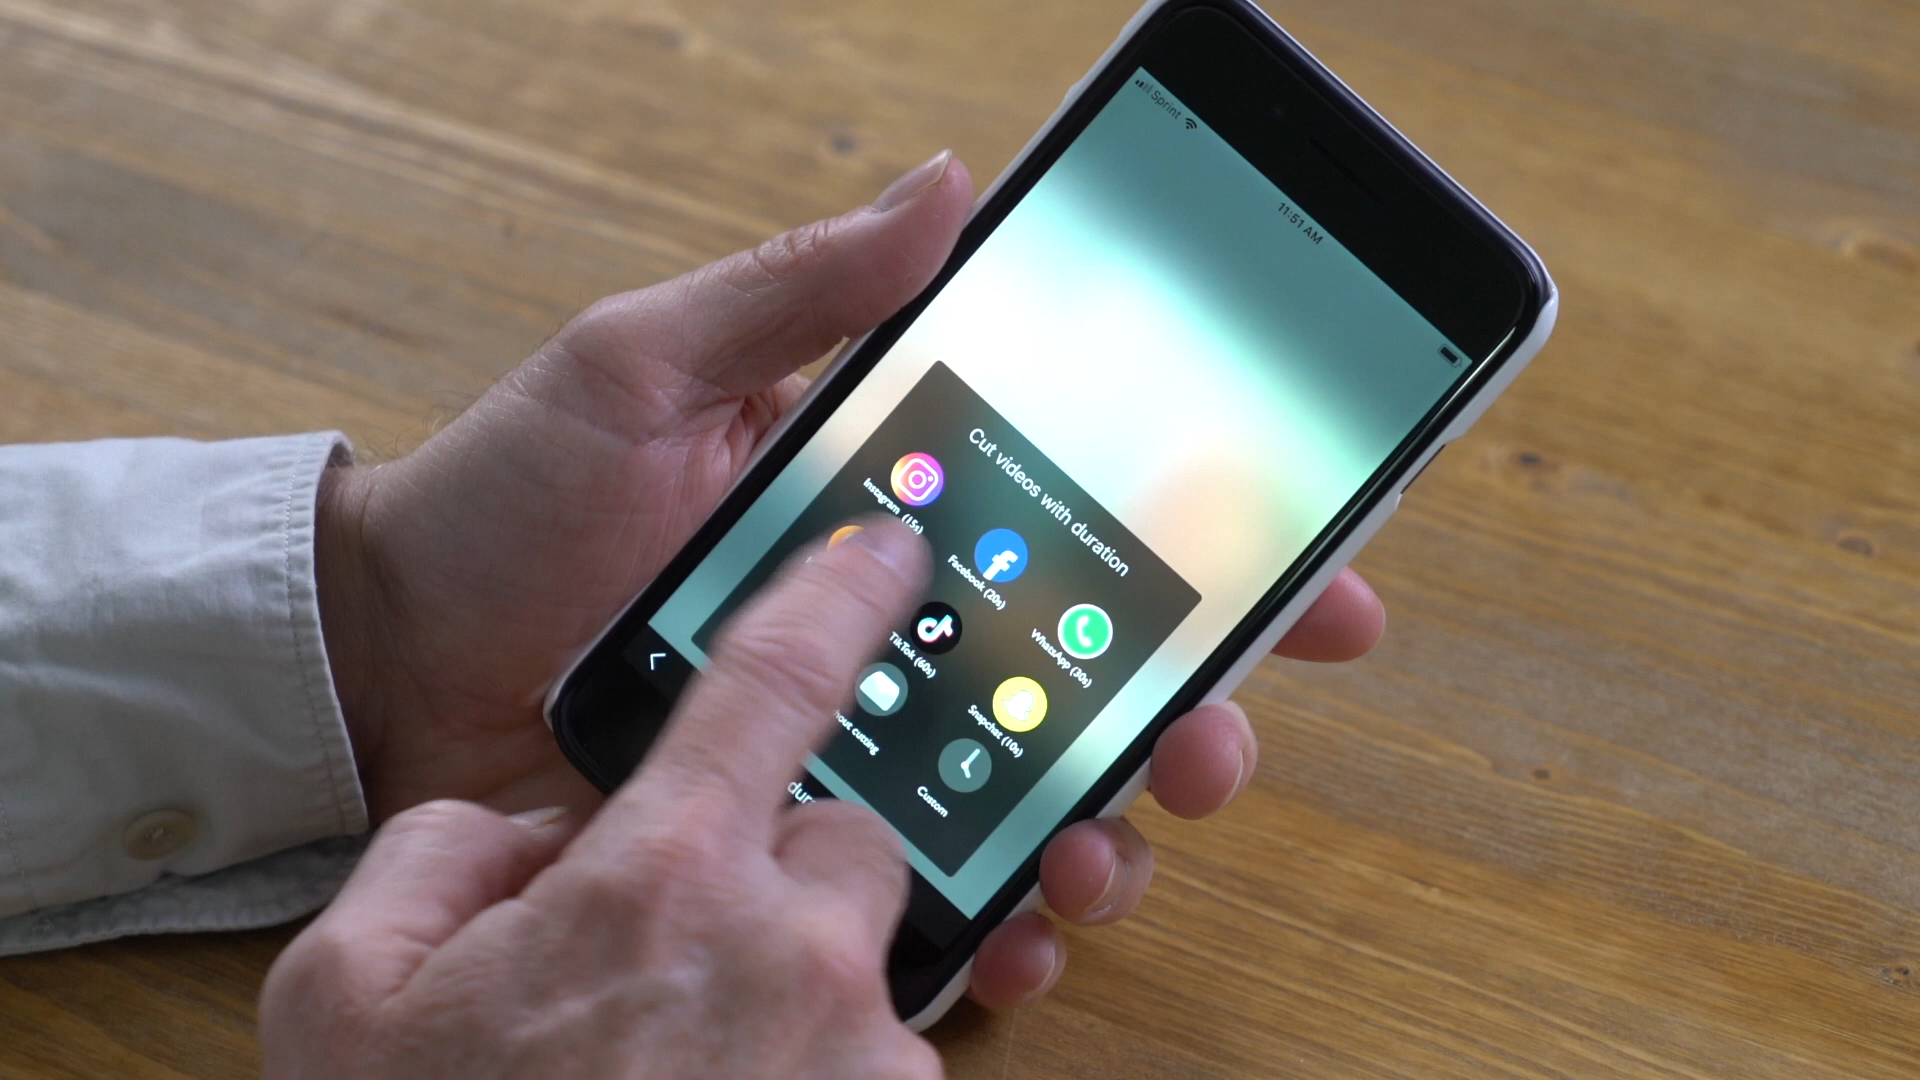 Sprint
11:51 AM
Cut videos with duration
Instagram (15s)
Facebook (20s)
WhatsApp (30s)
TikTok (60s)
Snapchat (10s)
cutting
Custom